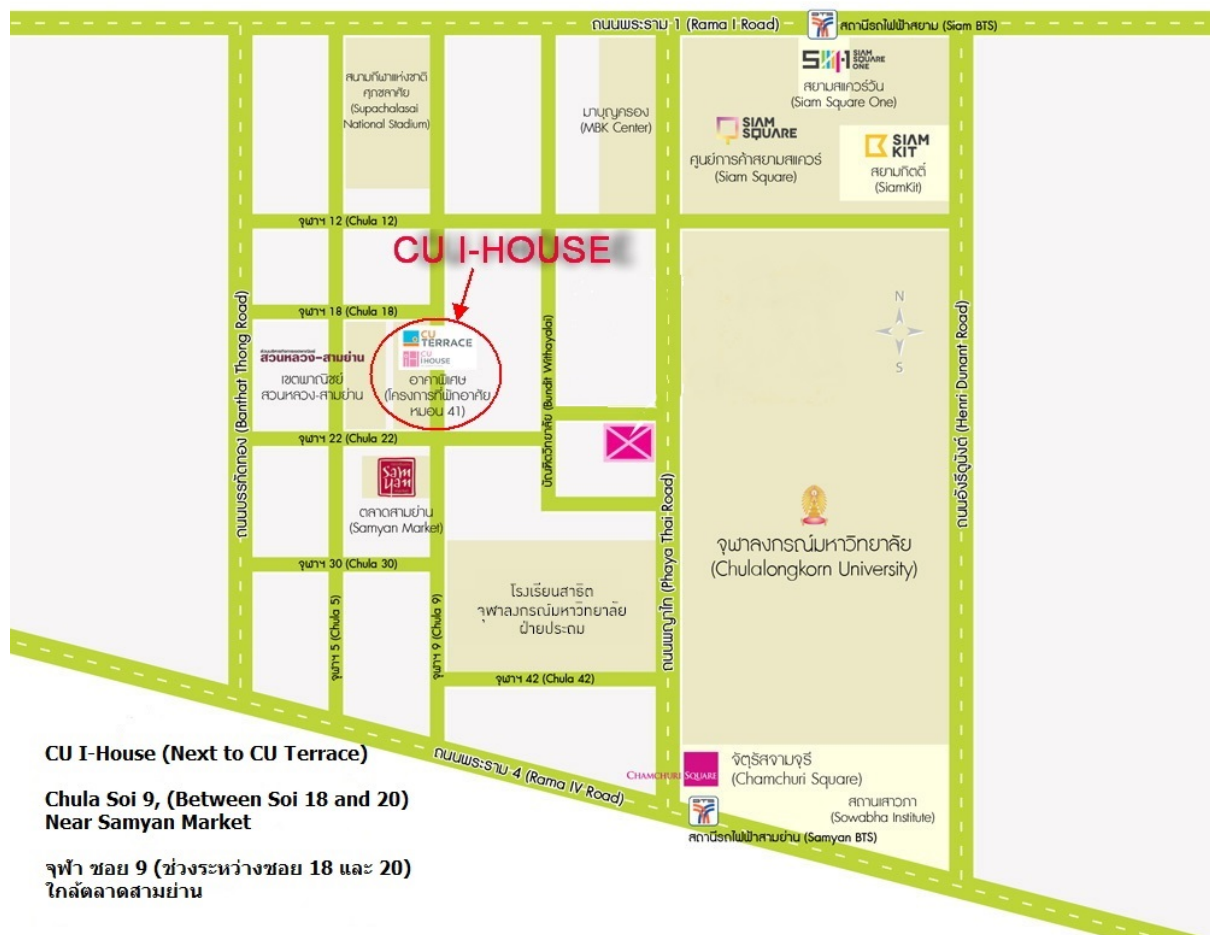 ถนนพระราม 1 (Rama I Road)
BTS
สถานีรถไฟฟ้าสยาม (Siam BTS)
สนามกีฬาแห่งชาติ
ศุภชลาศัย
(Supachalasai
National Stadium)
มาบุญครอง
(MBK Center)
SIAM
SQUARE
ONE
สยามสแควร์วัน
(Siam Square One)
SIAM
SQUARE
ศูนย์การค้าสยามสแควร์
(Siam Square)
SIAM
KIT
สยามกิตติ์
(SiamKit)
จุฬาฯ 12 (Chula 12)
CU I-HOUSE
จุฬาฯ 18 (Chula 18)
CU
TERRACE
CU
IHOUSE
อาคารพิเศษ
(โครงการที่พักอาศัย
หมอน 41)
สวนหลวง-สามย่าน
เขตพาณิชย์
สวนหลวง-สามย่าน
ถนนบรรทัดทอง (Banthat Thong Road)
บัณฑิตวิทยาลัย (Bundit Withayalai)
N
S
ถนนอังรีดูนังต์ (Henri Dunant Road)
จุฬาฯ 22 (Chula 22)
Sam
Yan
ตลาดสามย่าน
(Samyan Market)
ถนนพญาไท (Phaya Thai Road)
จุฬาลงกรณ์มหาวิทยาลัย
(Chulalongkorn University)
จุฬาฯ 30 (Chula 30)
จุฬาฯ 5 (Chula 5)
จุฬาฯ 9 (Chula 9)
โรงเรียนสาธิต
จุฬาลงกรณ์มหาวิทยาลัย
ฝ่ายประถม
จุฬาฯ 42 (Chula 42)
ถนนพระราม 4 (Rama IV Road)
CHAMCHURI SQUARE
จัตุรัสจามจุรี
(Chamchuri Square)
BTS
สถานีรถไฟฟ้าสามย่าน (Samyan BTS)
สถานเสาวภา
(Sowabha Institute)
CU I-House (Next to CU Terrace)
Chula Soi 9, (Between Soi 18 and 20)
Near Samyan Market
จุฬา ซอย 9 (ช่วงระหว่างซอย 18 และ 20)
ใกล้ตลาดสามย่าน